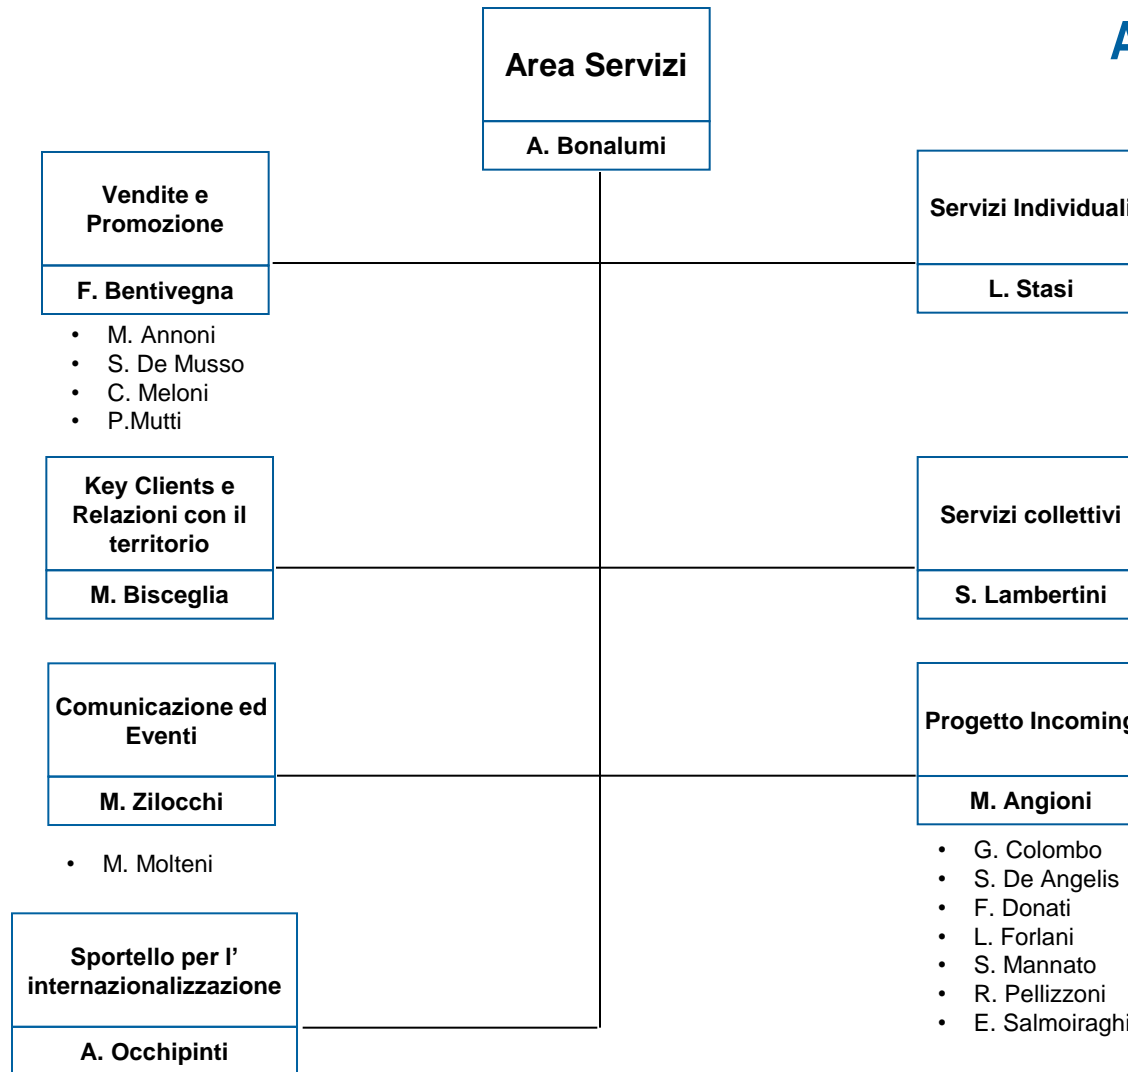 Area Servizi
A. Bonalumi
Vendite e
Promozione
F. Bentivegna
• M. Annoni
• S. De Musso
• C. Meloni
• P.Mutti
Servizi Individuali
L. Stasi
Key Clients e
Relazioni con il
territorio
M. Bisceglia
Servizi collettivi
S. Lambertini
Comunicazione ed
Eventi
M. Zilocchi
• M. Molteni
Progetto Incoming
M. Angioni
• G. Colombo
• S. De Angelis
• F. Donati
• L. Forlani
• S. Mannato
• R. Pellizzoni
• E. Salmoiraghi
Sportello per l’
internazionalizzazione
A. Occhipinti